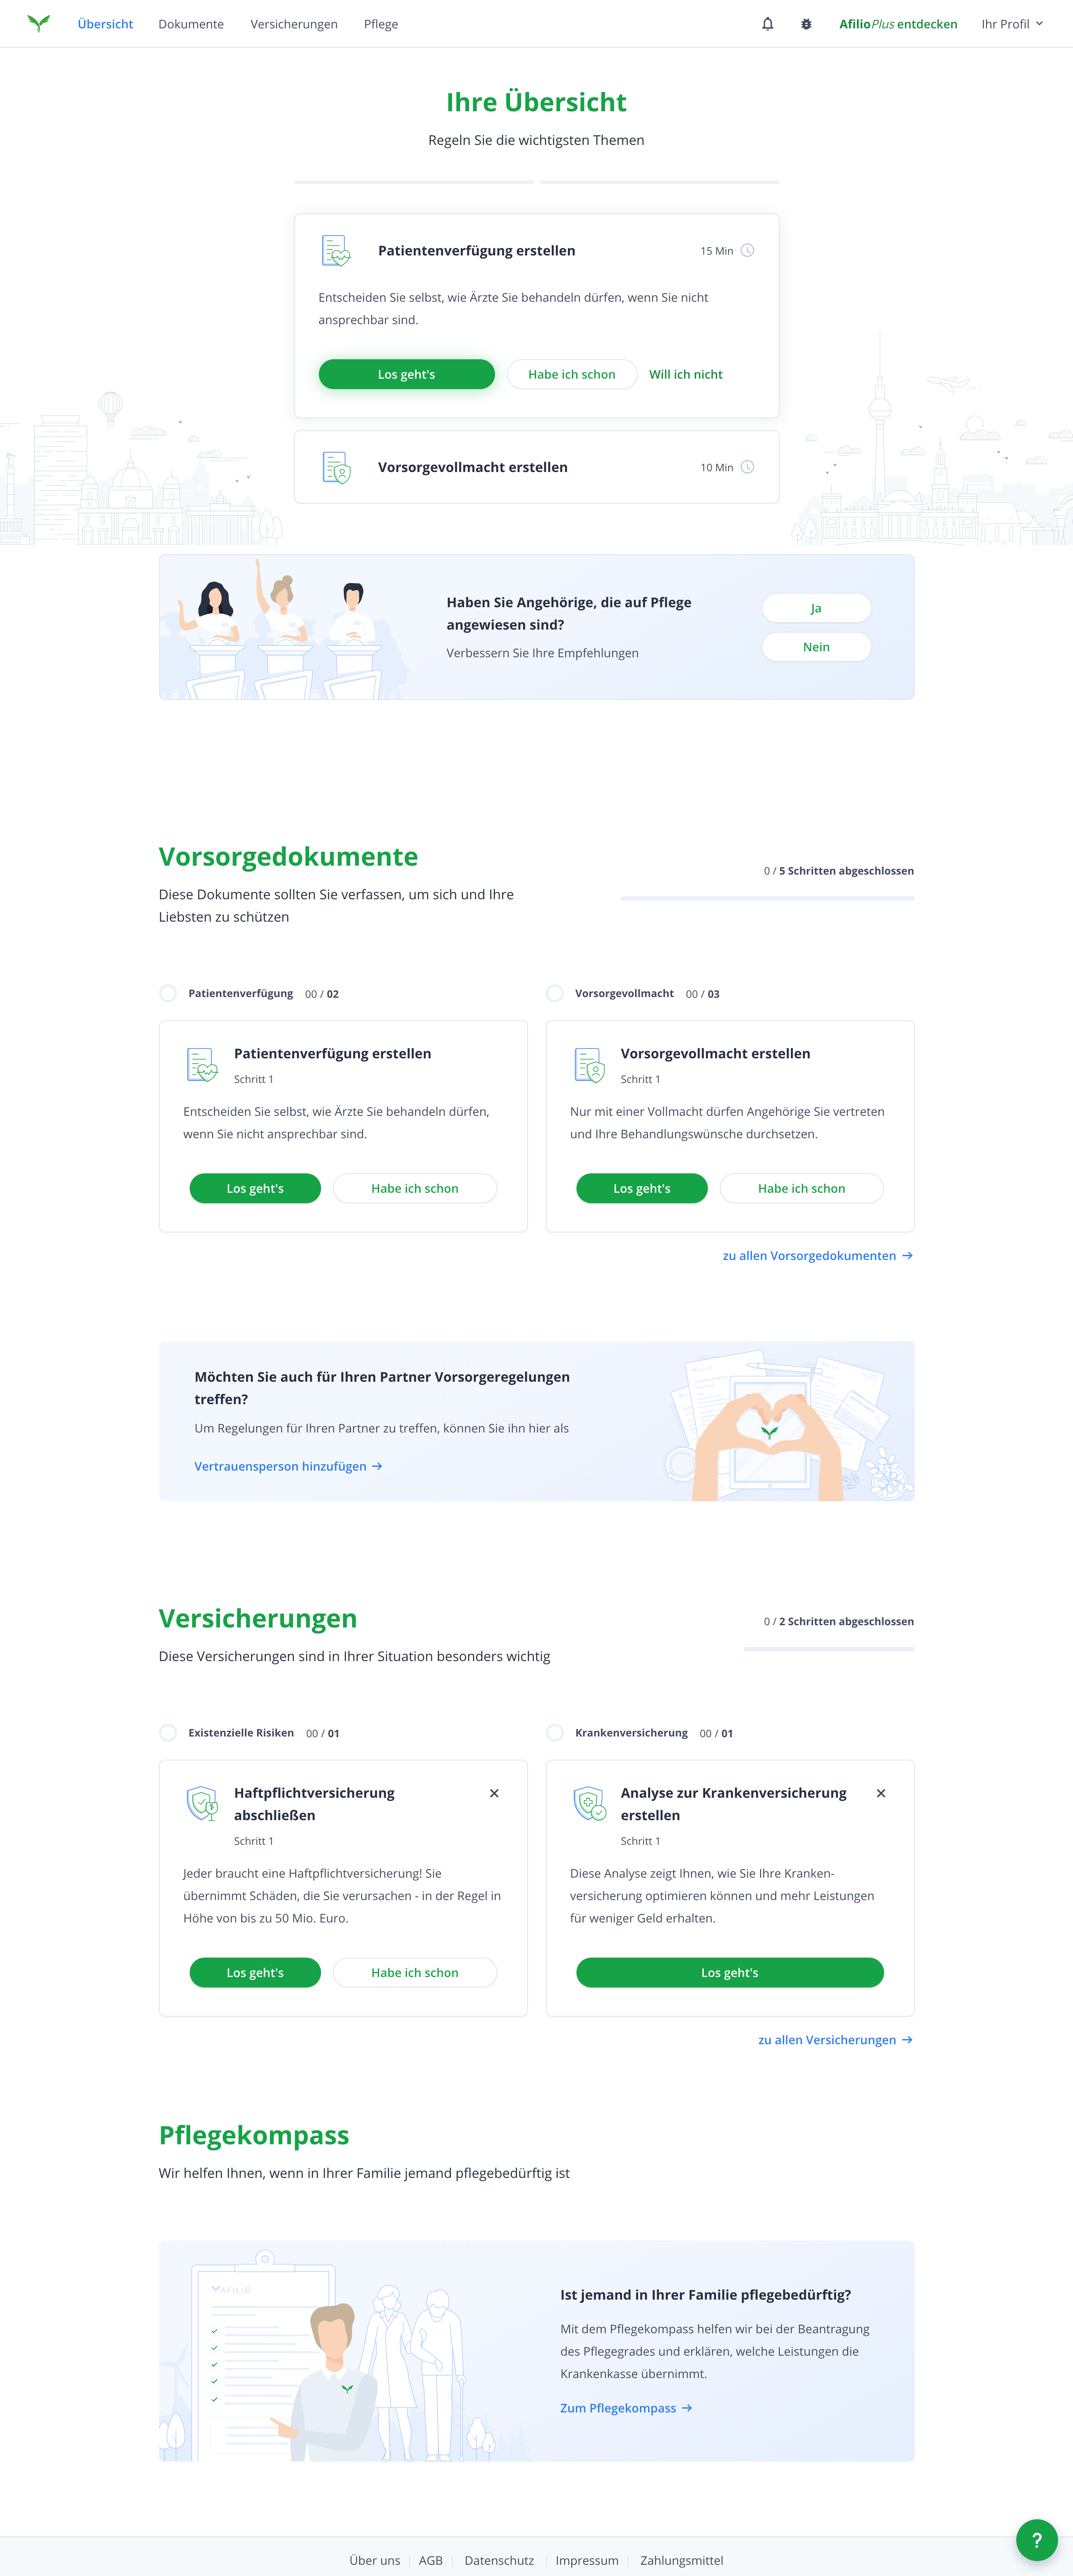 Übersicht Dokumente Versicherungen Pflege AfilioPlus entdecken Ihr Profil
Ihre Übersicht
Regeln Sie die wichtigsten Themen
Patientenverfügung erstellen 15 Min
Entscheiden Sie selbst, wie Ärzte Sie behandeln dürfen, wenn Sie nicht
ansprechbar sind.
Los geht's Habe ich schon Will ich nicht
Vorsorgevollmacht erstellen 10 Min
Haben Sie Angehörige, die auf Pflege
angewiesen sind?
Verbessern Sie Ihre Empfehlungen
Ja
Nein
Vorsorgedokumente
0 / 5 Schritten abgeschlossen
Diese Dokumente sollten Sie verfassen, um sich und Ihre
Liebsten zu schützen
Patientenverfügung 00 / 02
Patientenverfügung erstellen
Schritt 1
Entscheiden Sie selbst, wie Ärzte Sie behandeln dürfen,
wenn Sie nicht ansprechbar sind.
Los geht's Habe ich schon
Vorsorgevollmacht 00 / 03
Vorsorgevollmacht erstellen
Schritt 1
Nur mit einer Vollmacht dürfen Angehörige Sie vertreten
und Ihre Behandlungswünsche durchsetzen.
Los geht's Habe ich schon
zu allen Vorsorgedokumenten
Möchten Sie auch für Ihren Partner Vorsorgeregelungen
treffen?
Um Regelungen für Ihren Partner zu treffen, können Sie ihn hier als
Vertrauensperson hinzufügen
Versicherungen
0 / 2 Schritten abgeschlossen
Diese Versicherungen sind in Ihrer Situation besonders wichtig
Existenzielle Risiken 00 / 01
Haftpflichtversicherung
abschließen
Schritt 1
Jeder braucht eine Haftpflichtversicherung! Sie
übernimmt Schäden, die Sie verursachen - in der Regel in
Höhe von bis zu 50 Mio. Euro.
Los geht's Habe ich schon
Krankenversicherung 00 / 01
Analyse zur Krankenversicherung
erstellen
Schritt 1
Diese Analyse zeigt Ihnen, wie Sie Ihre Kranken-
versicherung optimieren können und mehr Leistungen
für weniger Geld erhalten.
Los geht's
zu allen Versicherungen
Pflegekompass
Wir helfen Ihnen, wenn in Ihrer Familie jemand pflegebedürftig ist
AFILIO
Ist jemand in Ihrer Familie pflegebedürftig?
Mit dem Pflegekompass helfen wir bei der Beantragung
des Pflegegrades und erklären, welche Leistungen die
Krankenkasse übernimmt.
Zum Pflegekompass
?
Über uns AGB Datenschutz Impressum Zahlungsmittel